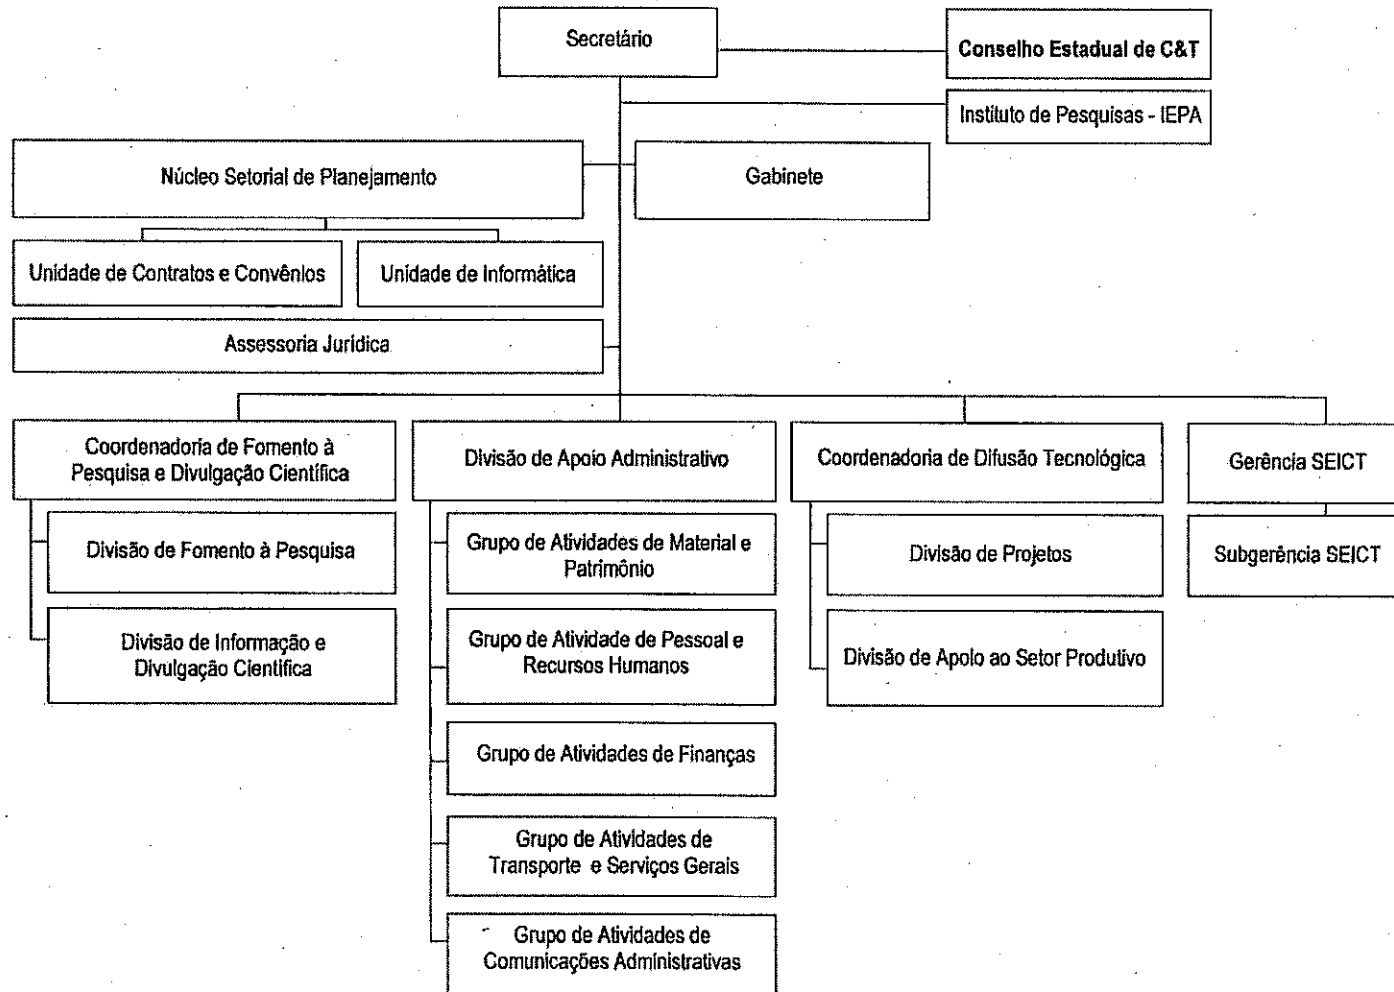 Secretário
Conselho Estadual de C&T
Instituto de Pesquisas - IEPA
Núcleo Setorial de Planejamento
Gabinete
Unidade de Contratos e Convênios
Unidade de Informática
Assessoria Jurídica
Coordenadoria de Fomento à
Pesquisa e Divulgação Científica
Divisão de Apoio Administrativo
Coordenadoria de Difusão Tecnológica
Gerência SEICT
Divisão de Fomento à Pesquisa
Grupo de Atividades de Material e
Patrimônio
Divisão de Projetos
Subgerência SEICT
Divisão de Informação e
Divulgação Científica
Grupo de Atividade de Pessoal e
Recursos Humanos
Divisão de Apoio ao Setor Produtivo
Grupo de Atividades de Finanças
Grupo de Atividades de
Transporte e Serviços Gerais
Grupo de Atividades de
Comunicações Administrativas